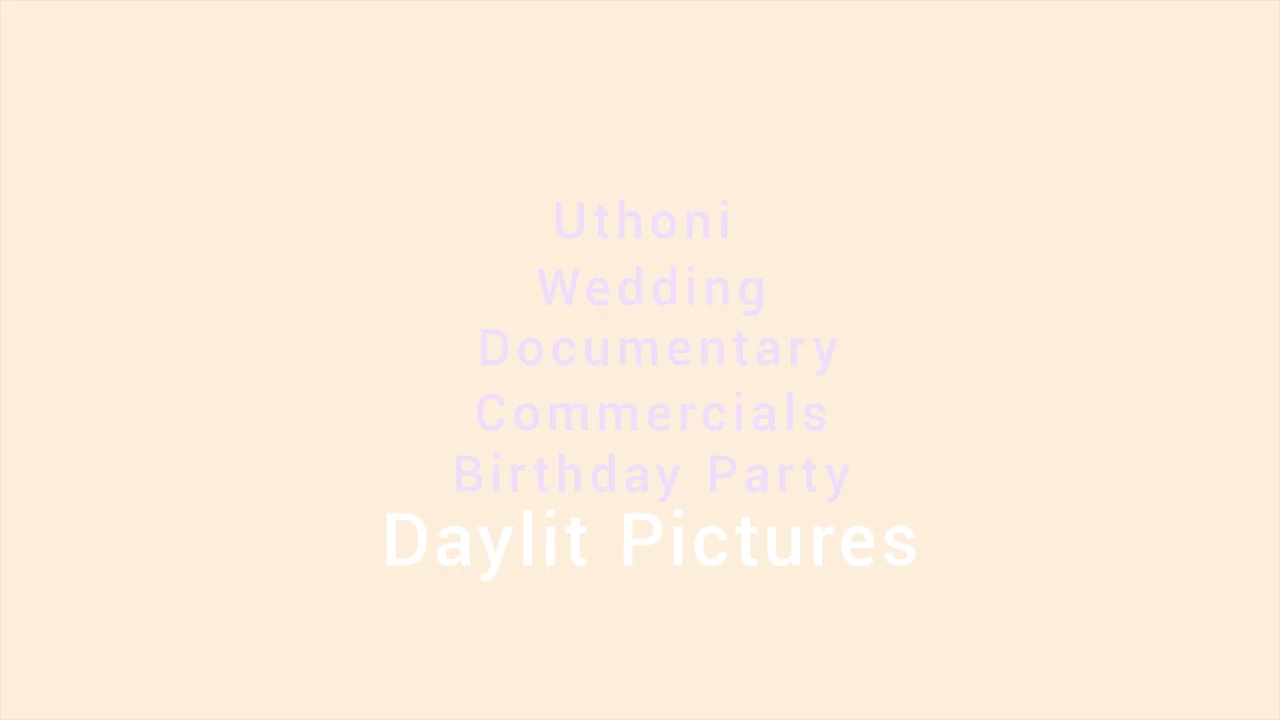 Uthoni
Wedding
Documentary
Commercials
Birthday Party
Daylit Pictures